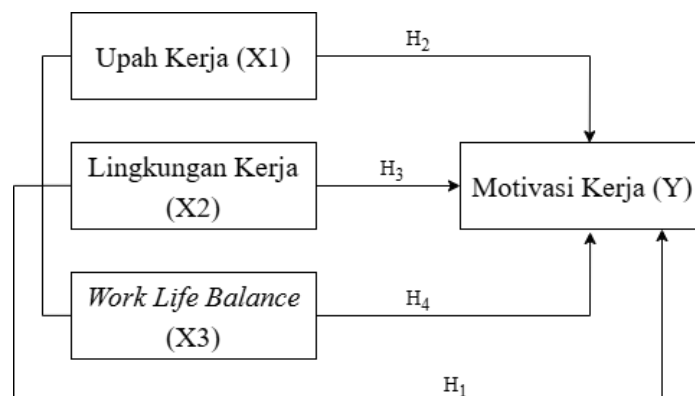 Upah Kerja (X1)
H₂
Lingkungan Kerja
(X2)
H₃
Motivasi Kerja (Y)
Work Life Balance
(X3)
H₄
H₁